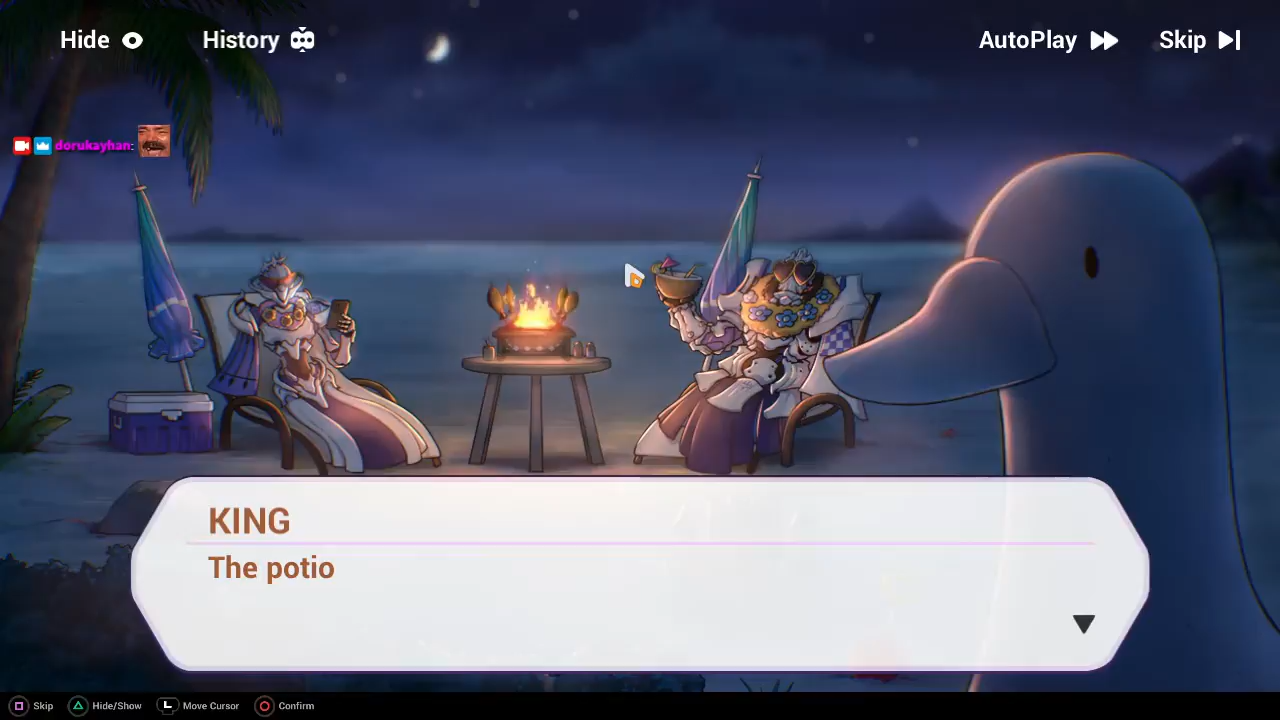 Hide
History
AutoPlay
Skip
dorukayhan:
KING
The potio
Skip
Hide/Show
L
Move Cursor
Confirm